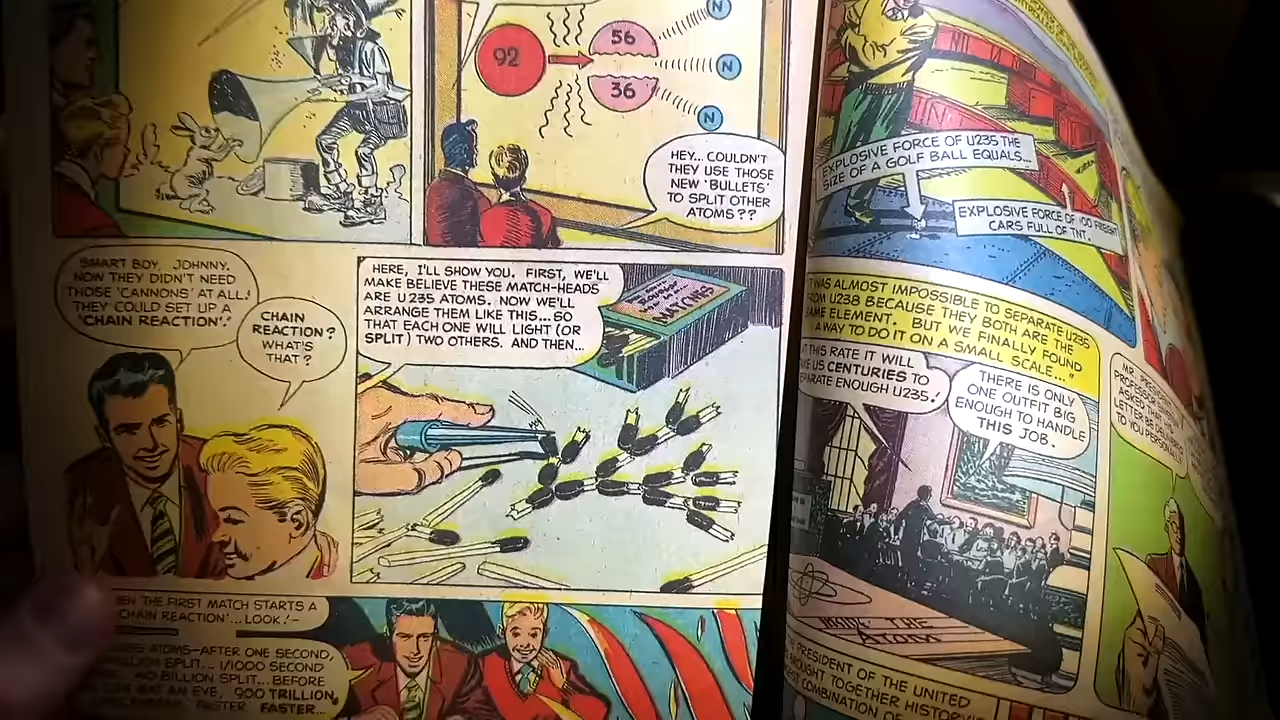 92
56
36
N
N
N
HEY... COULDN'T
THEY USE THOSE
NEW 'BULLETS'
TO SPLIT OTHER
ATOMS??
SMART BOY, JOHNNY.
NOW THEY DIDN'T NEED
THOSE 'CANNONS' AT ALL!
THEY COULD SET UP A
"CHAIN REACTION".
CHAIN
REACTION?
WHAT'S
THAT?
HERE, I'LL SHOW YOU. FIRST, WE'LL
MAKE BELIEVE THESE MATCH-HEADS
ARE U235 ATOMS. NOW WE'LL
ARRANGE THEM LIKE THIS...SO
THAT EACH ONE WILL LIGHT (OR
SPLIT) TWO OTHERS. AND THEN...
MATCHES
THE FIRST MATCH STARTS A
'CHAIN REACTION'...LOOK!-
ATOMS-AFTER ONE SECOND,
SPLIT... 1/1000 SECOND
40 BILLION SPLIT... BEFORE
BAT AN EYE, 900 TRILLION,
FASTER FASTER...
EXPLOSIVE FORCE OF U235 THE
SIZE OF A GOLF BALL EQUALS...
EXPLOSIVE FORCE OF 100 FREIGHT
CARS FULL OF TNT.
WAS ALMOST IMPOSSIBLE TO SEPARATE U235
FROM U238 BECAUSE THEY BOTH ARE THE
SAME ELEMENT. BUT WE FINALLY FOUND
A WAY TO DO IT ON A SMALL SCALE..."
AT THIS RATE IT WILL
US CENTURIES TO
SEPARATE ENOUGH U235!
THERE IS ONLY
ONE OUTFIT BIG
ENOUGH TO HANDLE
THIS JOB.
THE
ATOM
PRESIDENT OF THE UNITED
BROUGHT TOGETHER
COMBINATION OF
MR. PRESIDENT
PROFESSOR
ASKED THAT THIS
LETTER BE DELIVERED
TO YOU PERSONALLY